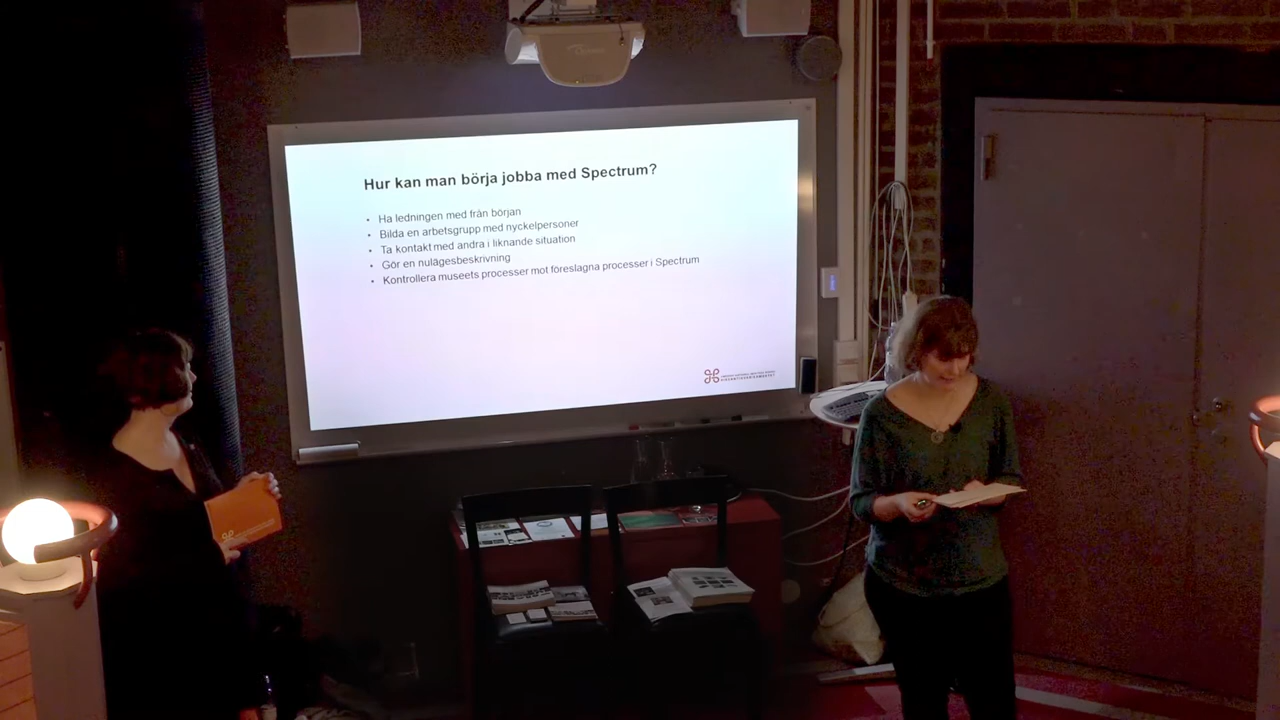 Hur kan man börja jobba med Spectrum?
• Ha ledningen med från början
• Bilda en arbetsgrupp med nyckelpersoner
• Ta kontakt med andra i liknande situation
• Gör en nulägesbeskrivning
• Kontrollera museets processer mot föreslagna processer i Spectrum
RIKSANTIKVARIEÄMBETET